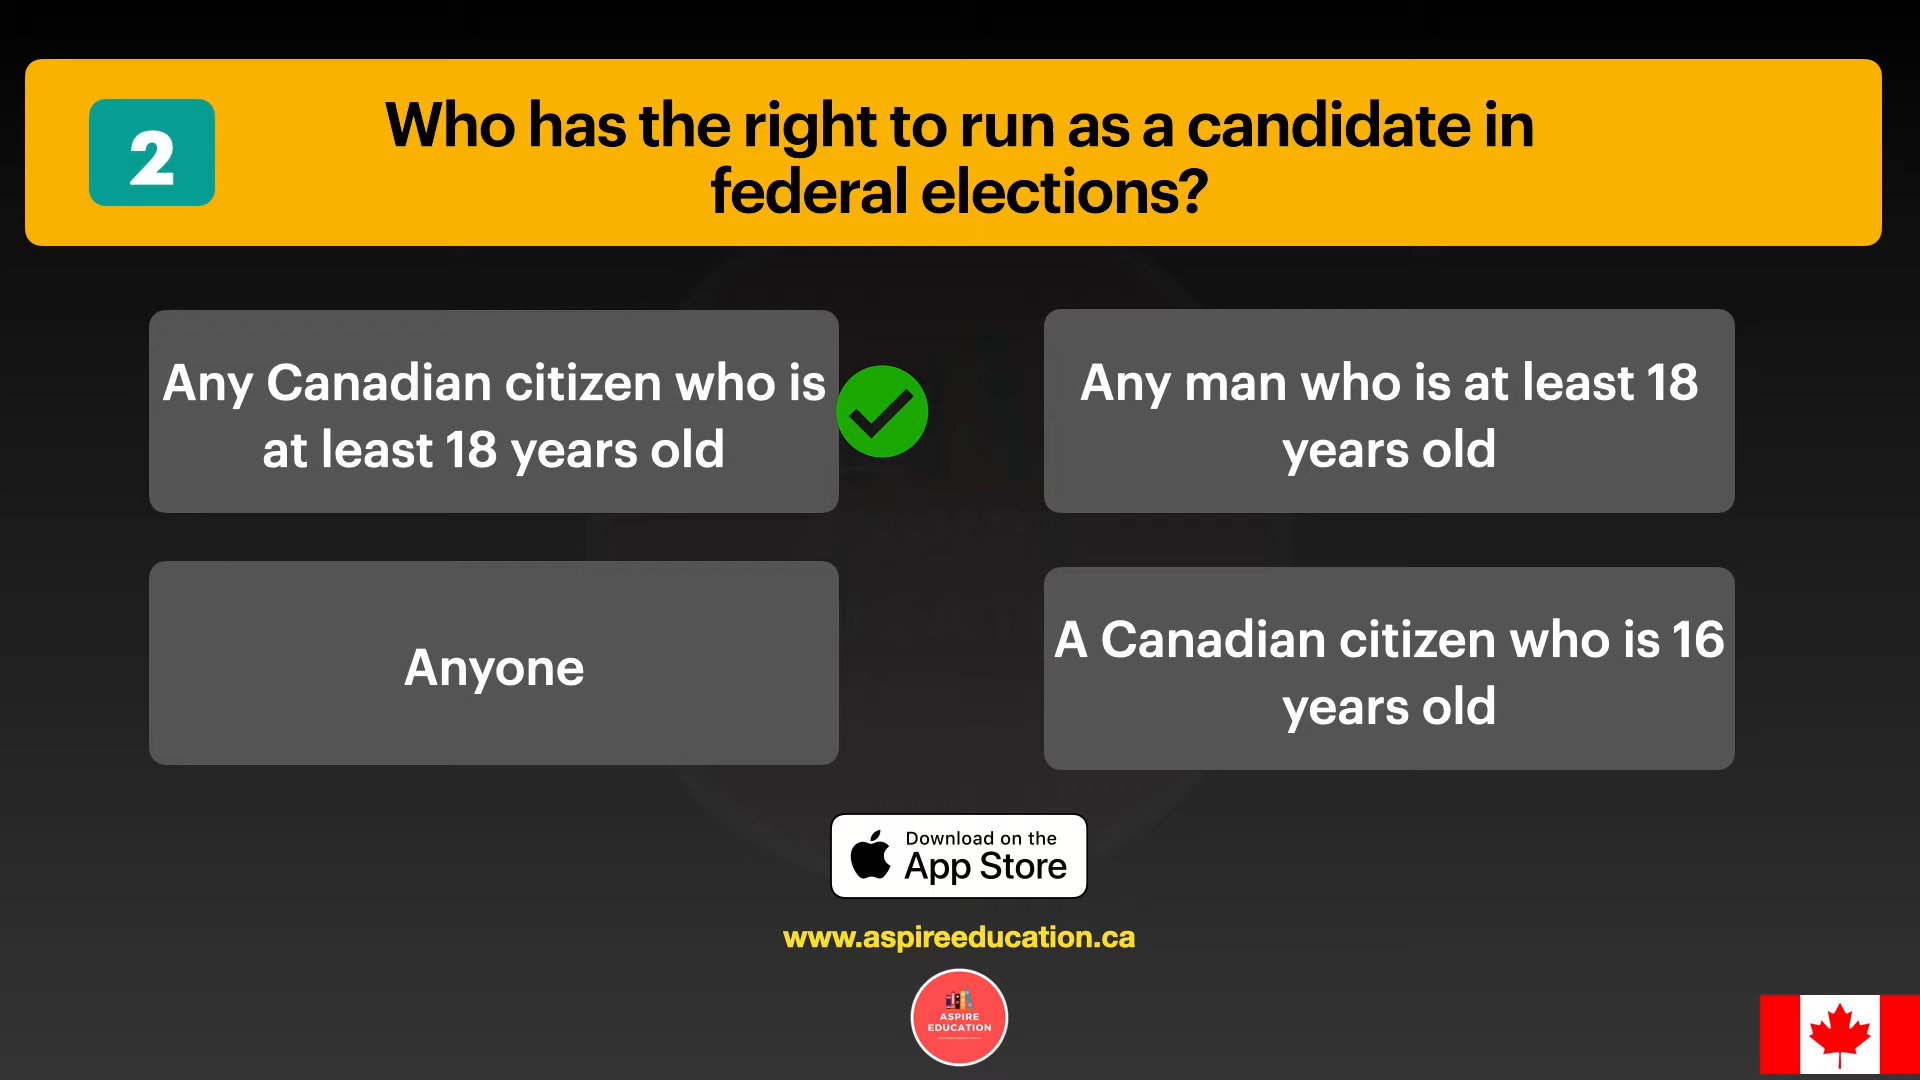 2
Who has the right to run as a candidate in
federal elections?
Any Canadian citizen who is
at least 18 years old
Any man who is at least 18
years old
Anyone
A Canadian citizen who is 16
years old
Download on the
App Store
www.aspireeducation.ca
ASPIRE
EDUCATION